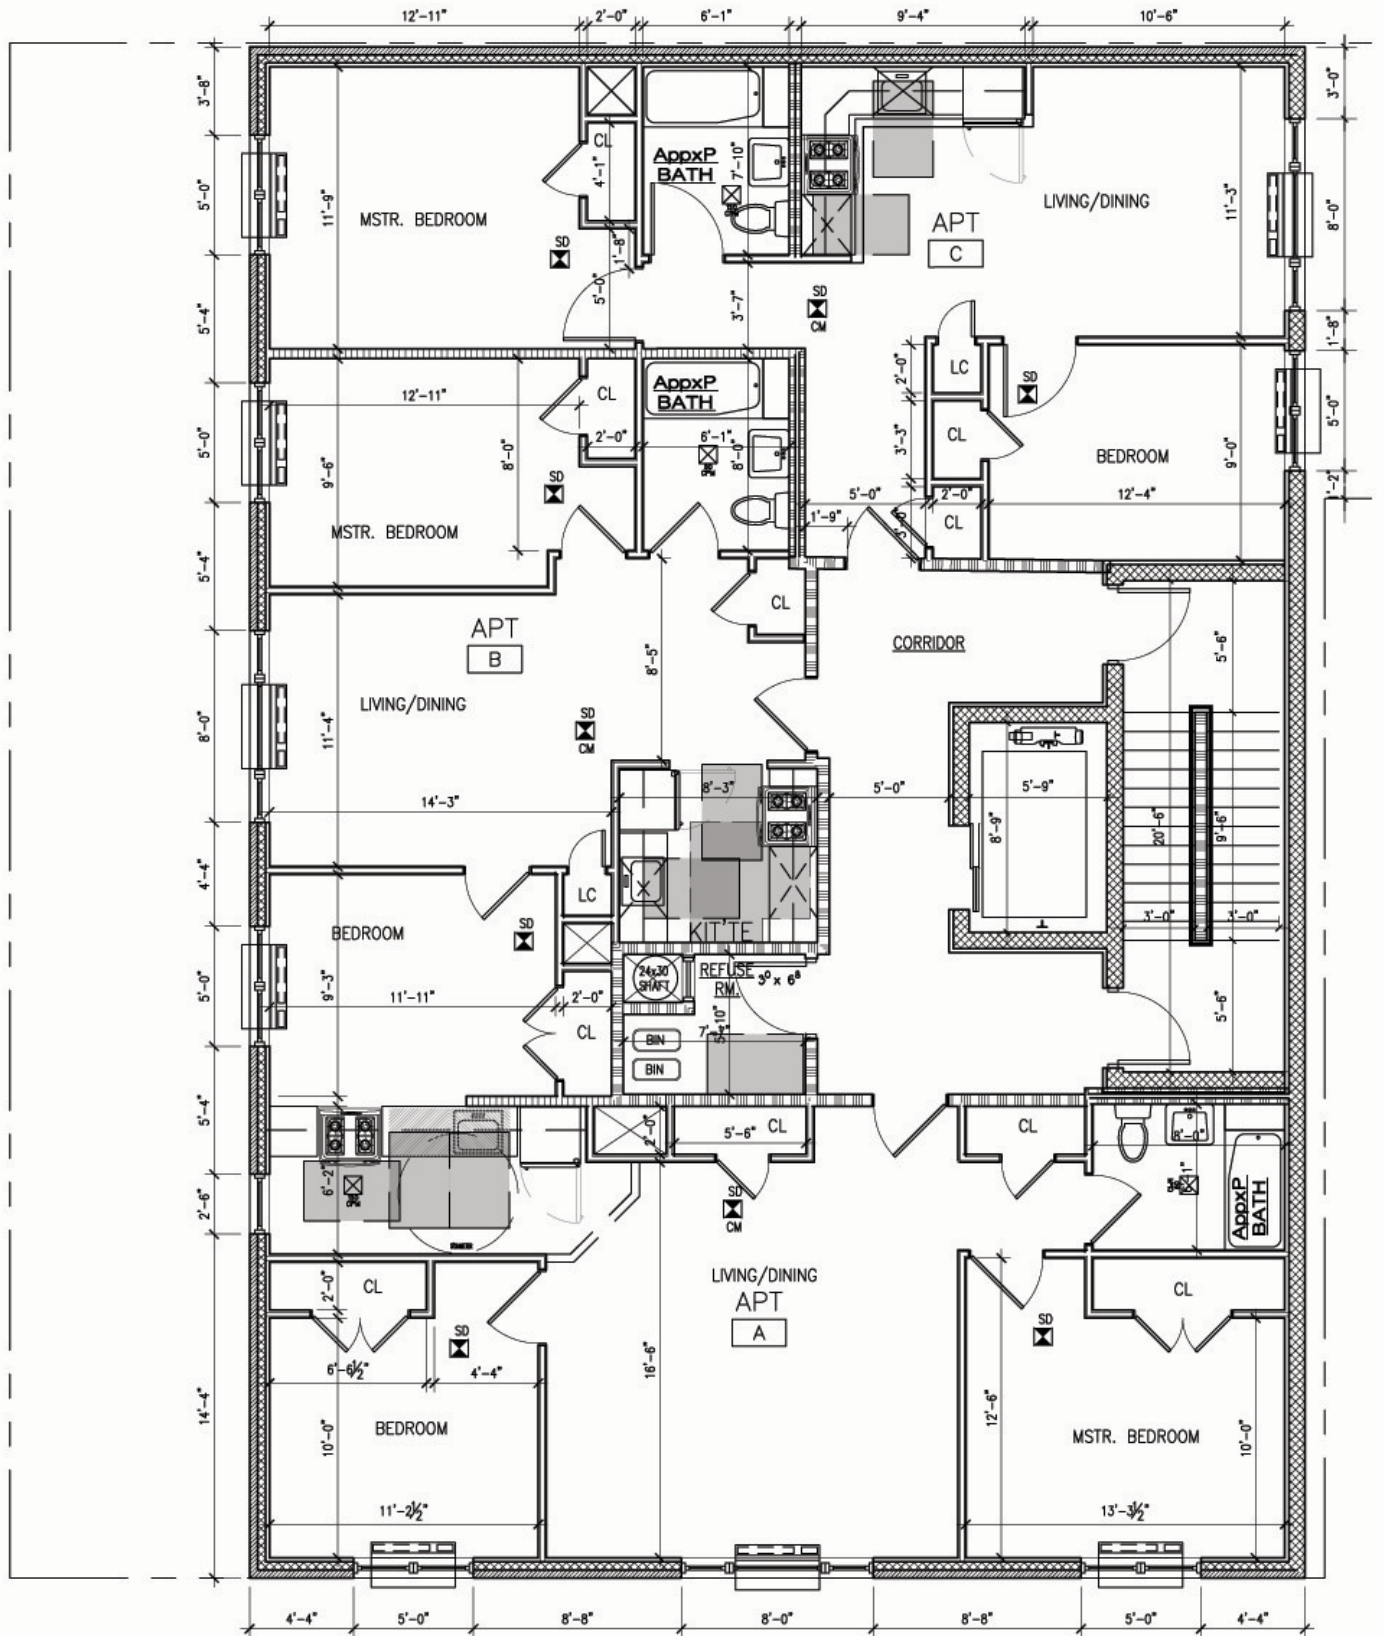 12'-11"
2'-0"
6'-1"
9'-4"
10'-6"
3'-8"
5'-0"
5'-4"
5'-0"
5'-4"
8'-0"
4'-4"
5'-0"
5'-4"
2'-6"
14'-4"
3'-0"
8'-0"
1'-8"
5'-0"
1'-2"
11'-9"
MSTR. BEDROOM
CL
4'-1"
SD
1'-8"
5'-0"
AppxP
BATH
7'-10"
3'-7"
APT
C
LIVING/DINING
11'-3"
SD
CM
12'-11"
9'-6"
8'-0"
MSTR. BEDROOM
CL
2'-0"
SD
AppxP
BATH
6'-1"
8'-0"
LC
2'-0"
SD
CL
3'-3"
BEDROOM
9'-0"
12'-4"
5'-0"
2'-0"
1'-9"
CL
CL
CORRIDOR
5'-6"
APT
B
8'-5"
LIVING/DINING
11'-4"
SD
CM
14'-3"
8'-3"
5'-0"
5'-9"
8'-9"
20'-6"
9'-6"
3'-0"
3'-0"
LC
KIT'TE
BEDROOM
SD
9'-3"
11'-11"
2'-0"
CL
24x30
SHAFT
REFUSE
RM.
3⁰ x 6⁸
BIN
BIN
5'-6"
2'-0"
5'-6"
CL
CL
8'-0"
AppxP
BATH
6'-2"
SD
CM
LIVING/DINING
APT
A
2'-0"
CL
SD
6'-6½"
4'-4"
16'-6"
BEDROOM
10'-0"
11'-2½"
CL
SD
12'-6"
MSTR. BEDROOM
10'-0"
13'-3½"
4'-4"
5'-0"
8'-8"
8'-0"
8'-8"
5'-0"
4'-4"